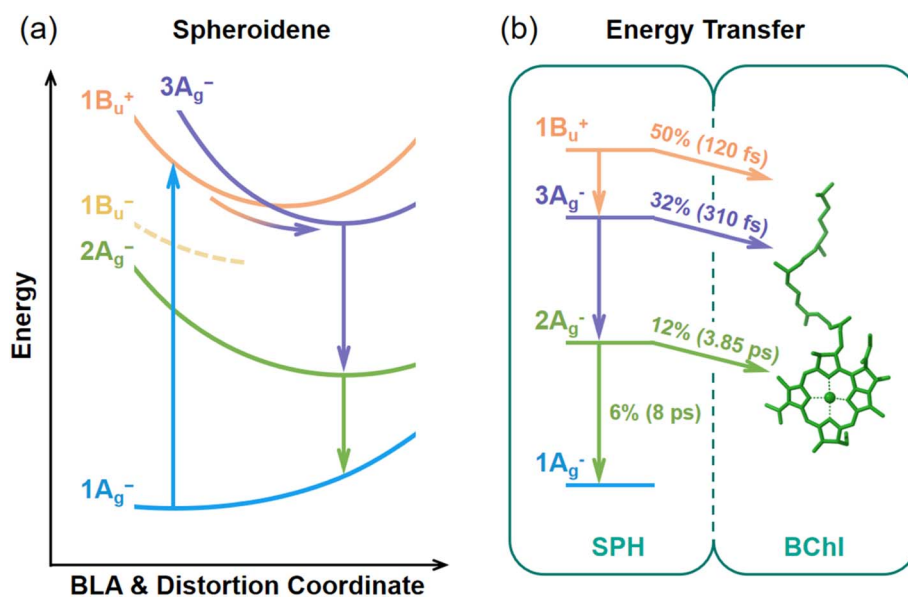 (a)
Spheroidene
3Ag⁻
1Bu⁺
1Bu⁻
2Ag⁻
1Ag⁻
Energy
BLA & Distortion Coordinate
(b)
Energy Transfer
1Bu⁺
50% (120 fs)
3Ag⁻
32% (310 fs)
2Ag⁻
12% (3.85 ps)
6% (8 ps)
1Ag⁻
SPH
BChl